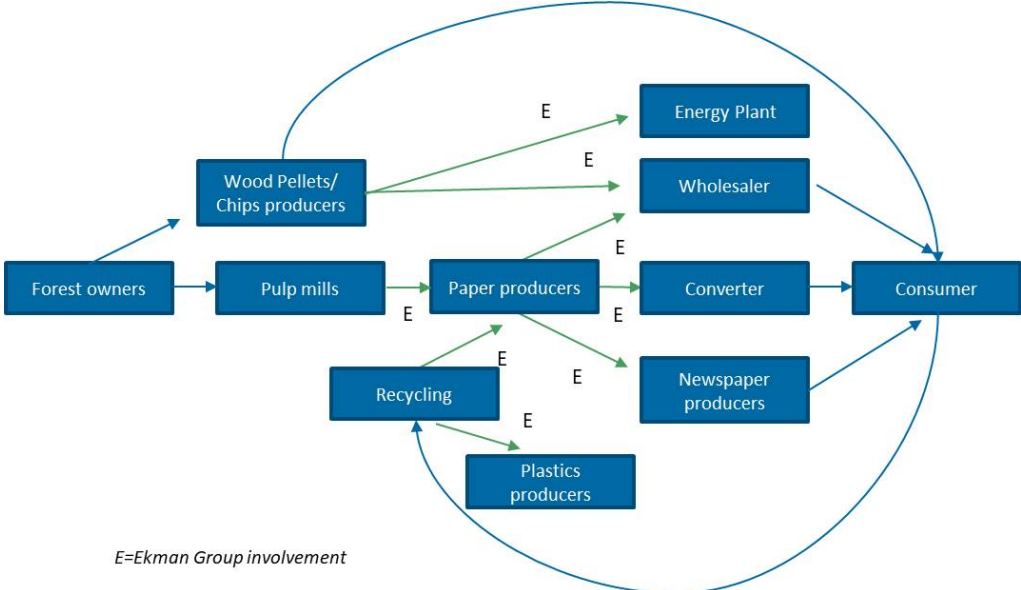 E
Energy Plant
E
Wood Pellets/
Chips producers
Wholesaler
E
Forest owners
Pulp mills
Paper producers
Converter
Consumer
E
E
E
E
Newspaper
producers
Recycling
E
Plastics
producers
E=Ekman Group involvement